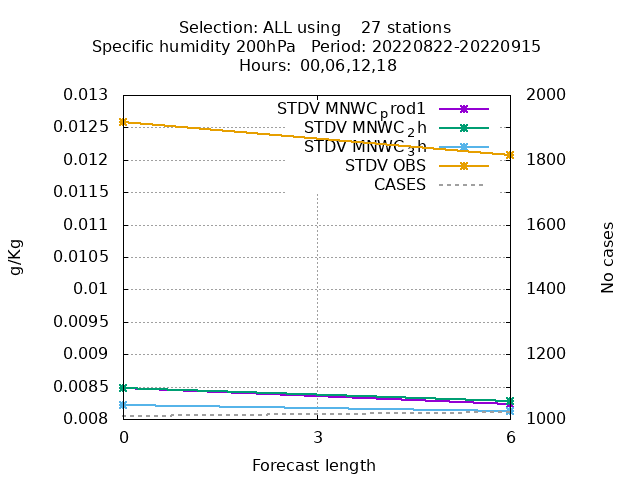 Selection: ALL using    27 stations
Specific humidity 200hPa   Period: 20220822-20220915
Hours:  00,06,12,18
0.013
0.0125
0.012
0.0115
0.011
0.0105
0.01
0.0095
0.009
0.0085
0.008
g/Kg
STDV MNWCprod1
STDV MNWC2h
STDV MNWC3h
STDV OBS
CASES
2000
1800
1600
1400
1200
1000
No cases
0 3 6
Forecast length